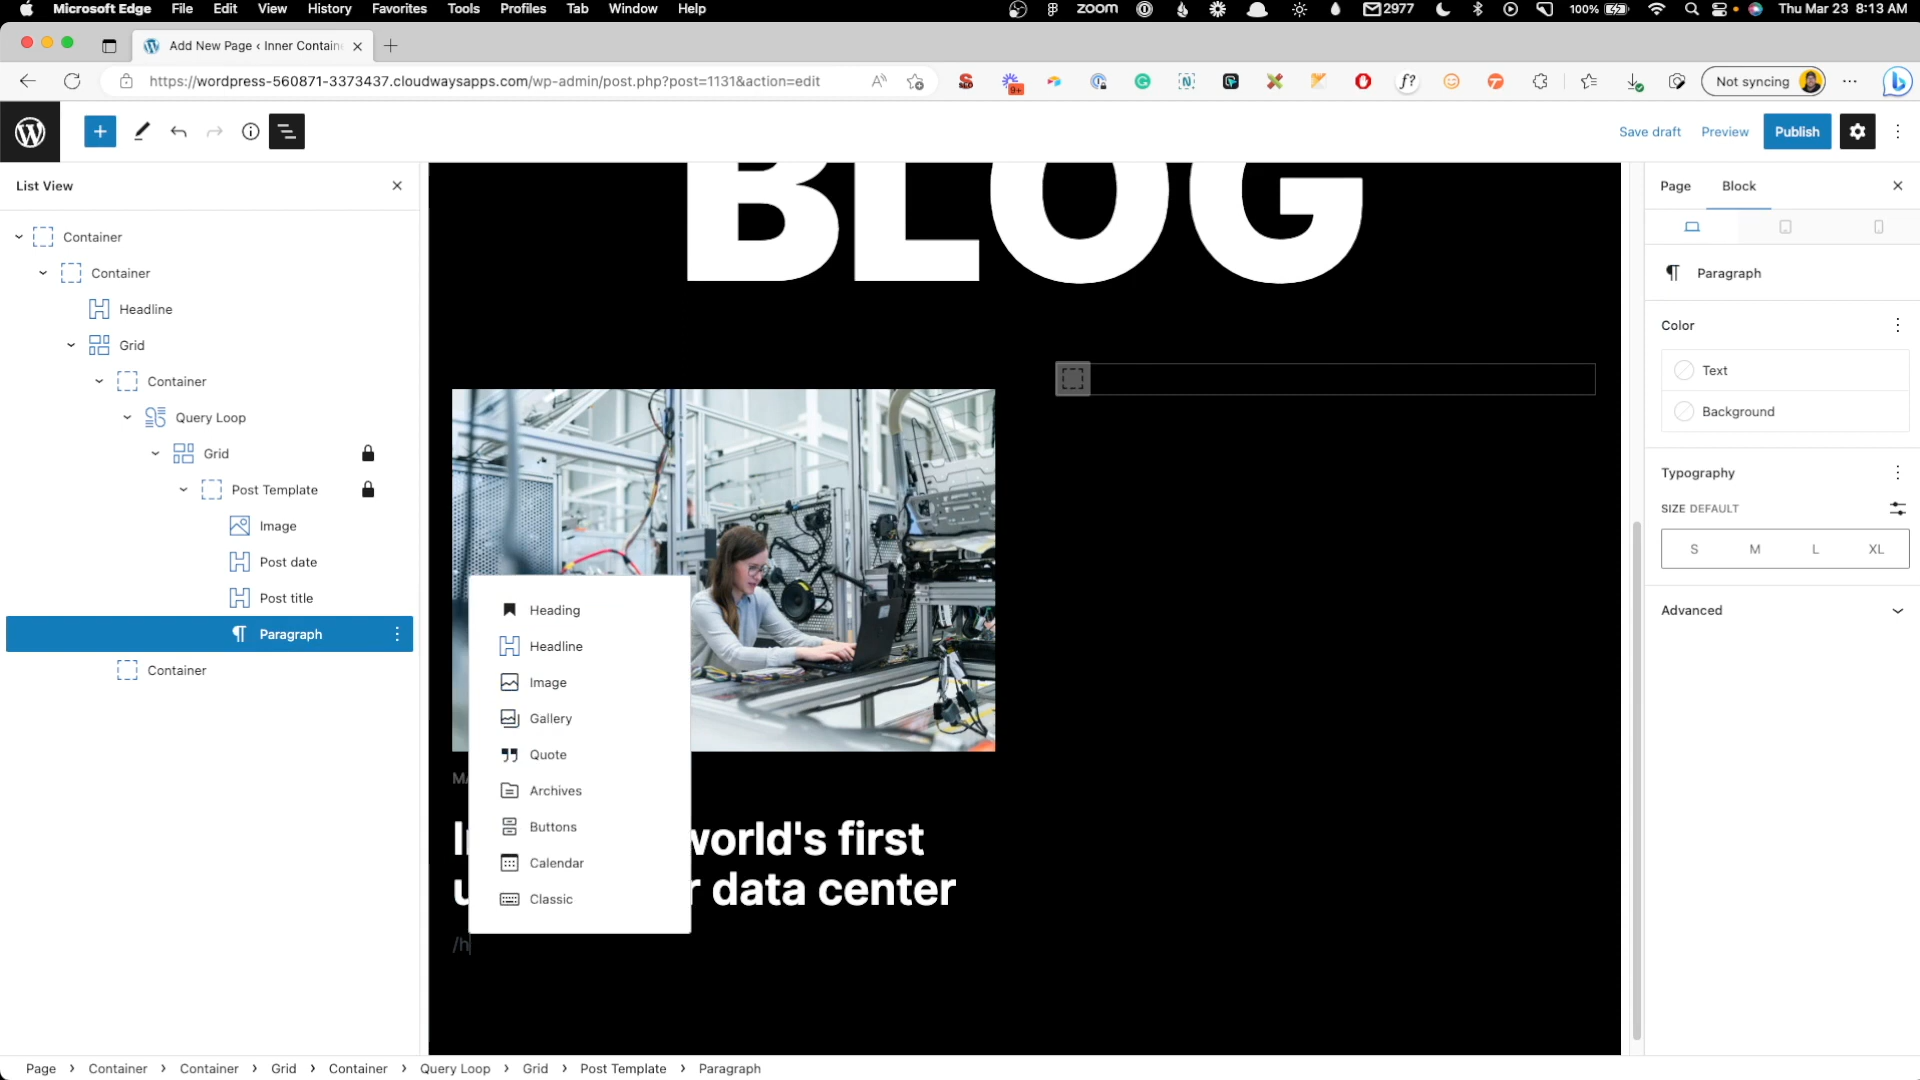 Microsoft Edge File Edit View History Favorites Tools Profiles Tab Window Help
zoom 2977 100% Thu Mar 23 8:13 AM
Add New Page ‹ Inner Contain
https://wordpress-560871-3373437.cloudwaysapps.com/wp-admin/post.php?post=1131&action=edit
9+
f?
Not syncing
Save draft Preview Publish
List View
Container
Container
Headline
Grid
Container
Query Loop
Grid
Post Template
Image
Post date
Post title
Paragraph
Container
BLOG
Heading
Headline
Image
Gallery
Quote
Archives
Buttons
Calendar
Classic
world's first
data center
/h
Page Block
Paragraph
Color
Text
Background
Typography
SIZE DEFAULT
S M L XL
Advanced
Page › Container › Container › Grid › Container › Query Loop › Grid › Post Template › Paragraph